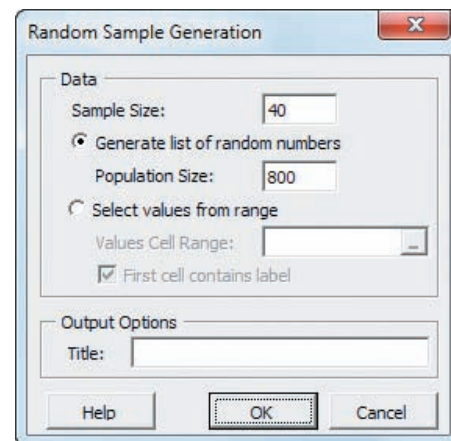 Random Sample Generation
Data
Sample Size: 40
Generate list of random numbers
Population Size: 800
Select values from range
Values Cell Range:
First cell contains label
Output Options
Title:
Help OK Cancel